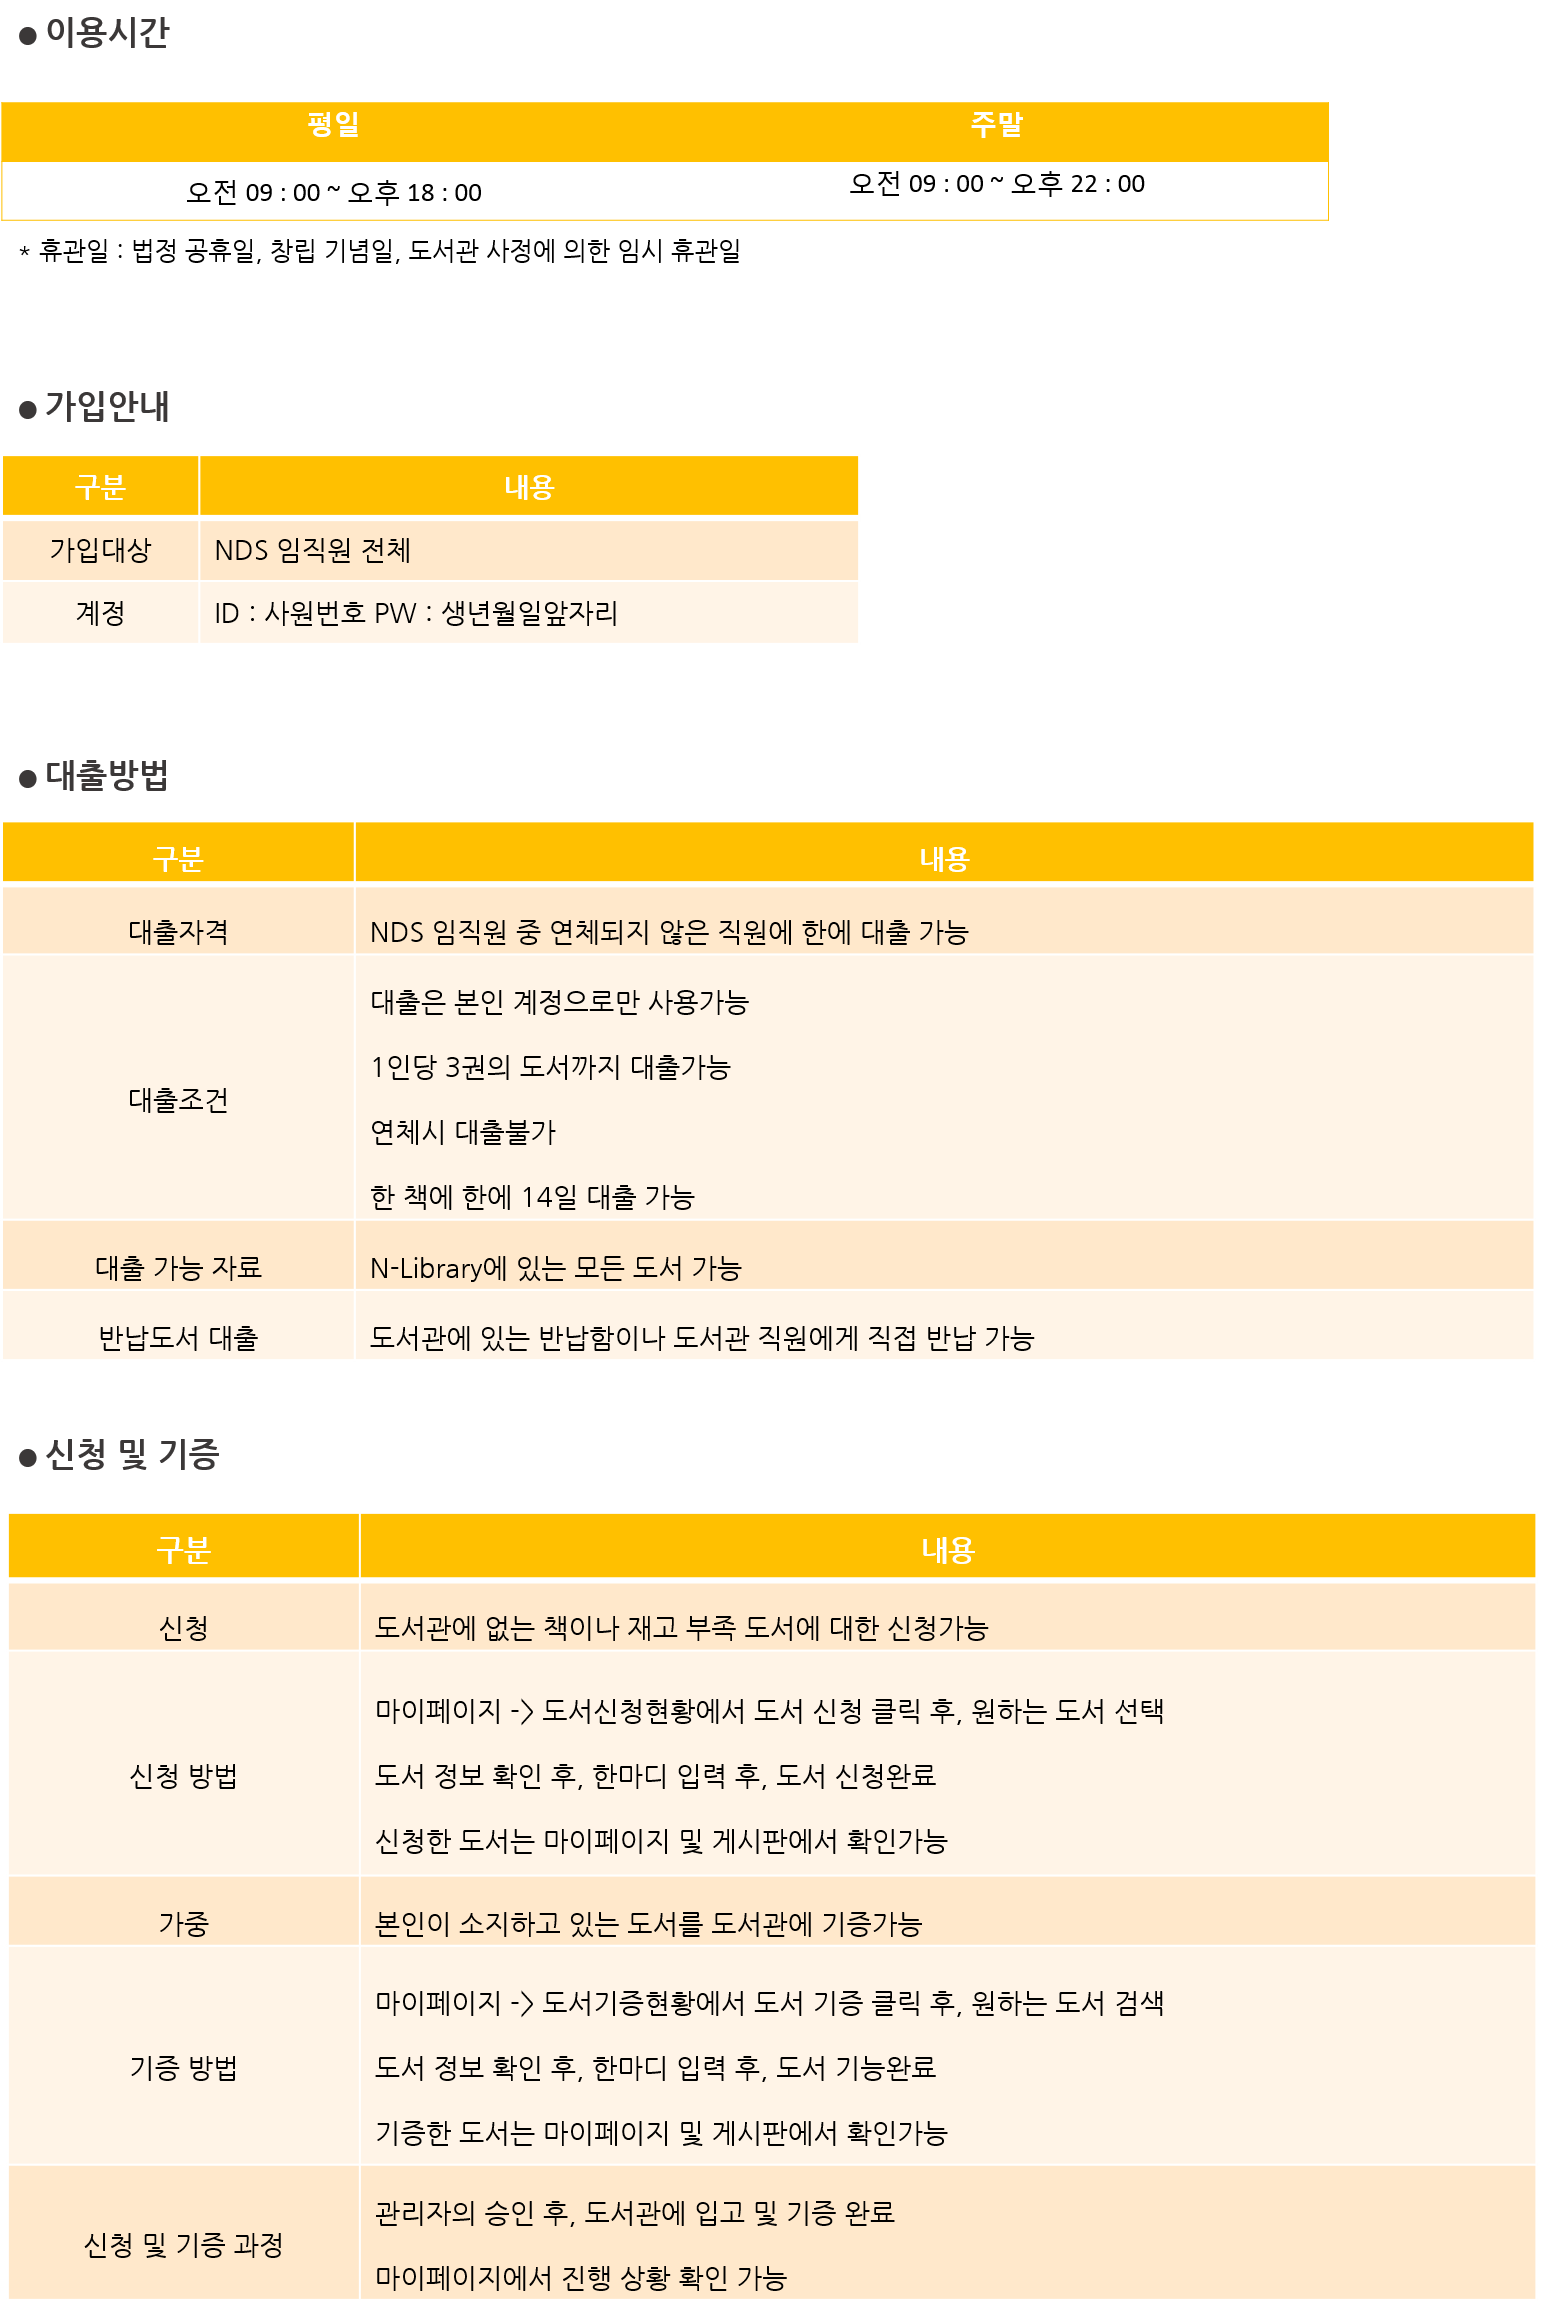 ● 이용시간
평일 주말
오전 09 : 00 ~ 오후 18 : 00 오전 09 : 00 ~ 오후 22 : 00
* 휴관일 : 법정 공휴일, 창립 기념일, 도서관 사정에 의한 임시 휴관일
● 가입안내
구분 내용
가입대상 NDS 임직원 전체
계정 ID : 사원번호 PW : 생년월일앞자리
● 대출방법
구분 내용
대출자격 NDS 임직원 중 연체되지 않은 직원에 한에 대출 가능
대출조건
대출은 본인 계정으로만 사용가능
1인당 3권의 도서까지 대출가능
연체시 대출불가
한 책에 한에 14일 대출 가능
대출 가능 자료 N-Library에 있는 모든 도서 가능
반납도서 대출 도서관에 있는 반납함이나 도서관 직원에게 직접 반납 가능
● 신청 및 기증
구분 내용
신청 도서관에 없는 책이나 재고 부족 도서에 대한 신청가능
신청 방법
마이페이지 -> 도서신청현황에서 도서 신청 클릭 후, 원하는 도서 선택
도서 정보 확인 후, 한마디 입력 후, 도서 신청완료
신청한 도서는 마이페이지 및 게시판에서 확인가능
가중 본인이 소지하고 있는 도서를 도서관에 기증가능
기증 방법
마이페이지 -> 도서기증현황에서 도서 기증 클릭 후, 원하는 도서 검색
도서 정보 확인 후, 한마디 입력 후, 도서 기능완료
기증한 도서는 마이페이지 및 게시판에서 확인가능
신청 및 기증 과정
관리자의 승인 후, 도서관에 입고 및 기증 완료
마이페이지에서 진행 상황 확인 가능